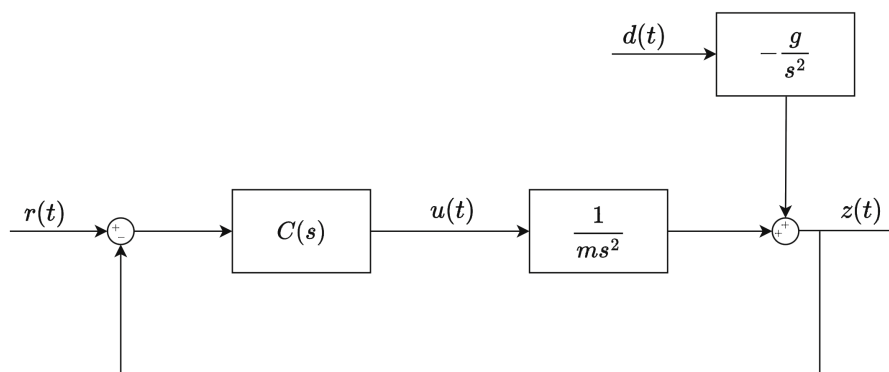 d(t)
−g/s²
r(t)
+
−
C(s)
u(t)
1/ms²
+
+
z(t)